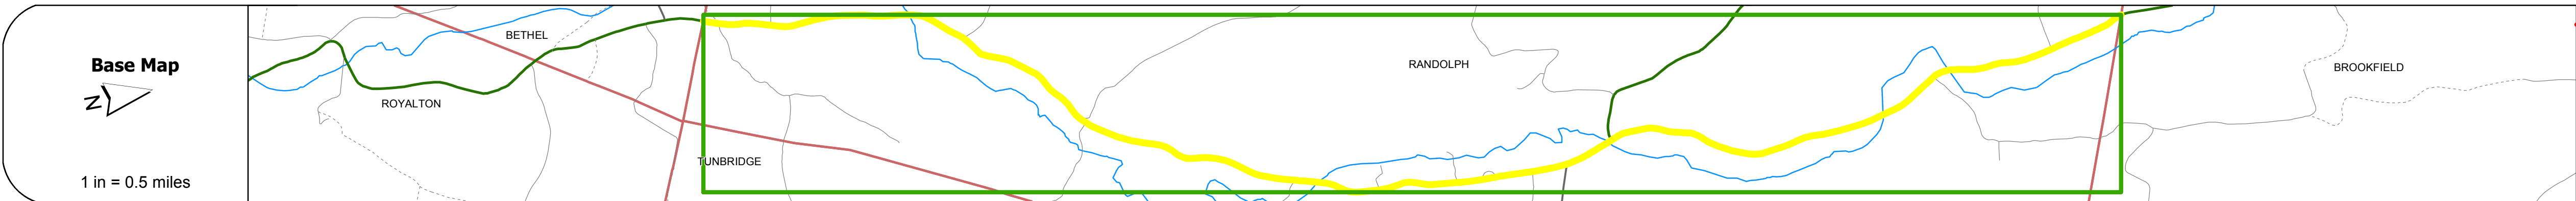 Base Map
N
1 in = 0.5 miles
BETHEL
ROYALTON
TUNBRIDGE
RANDOLPH
BROOKFIELD